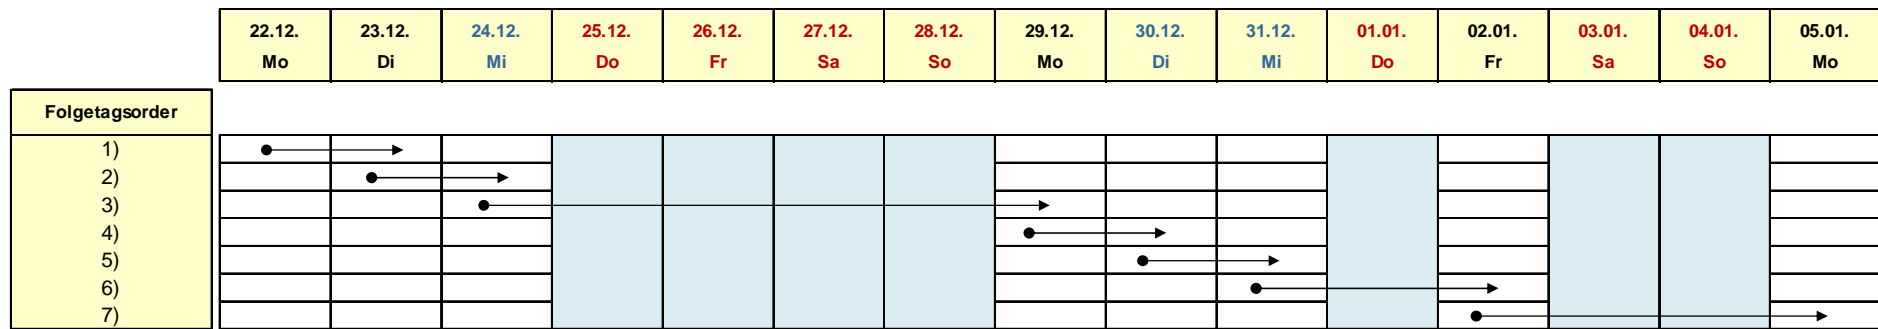 22.12. 23.12. 24.12. 25.12. 26.12. 27.12. 28.12. 29.12. 30.12. 31.12. 01.01. 02.01. 03.01. 04.01. 05.01.
Mo Di Mi Do Fr Sa So Mo Di Mi Do Fr Sa So Mo
Folgetagsorder
1)
2)
3)
4)
5)
6)
7)